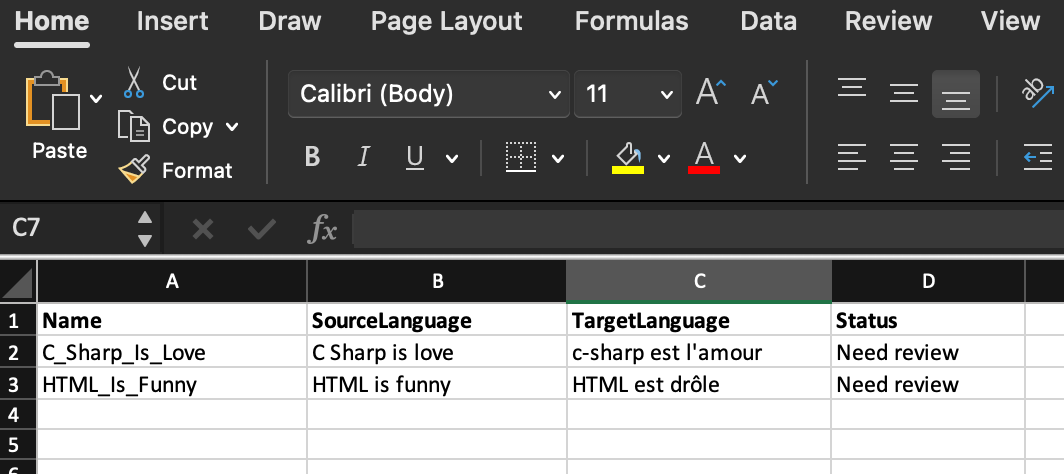 Home Insert Draw Page Layout Formulas Data Review View
Cut
Calibri (Body) 11 A A ab
Copy
Paste B I U A
Format
C7 fx
A B C D
1 Name SourceLanguage TargetLanguage Status
2 C_Sharp_Is_Love C Sharp is love c-sharp est l'amour Need review
3 HTML_Is_Funny HTML is funny HTML est drôle Need review
4
5